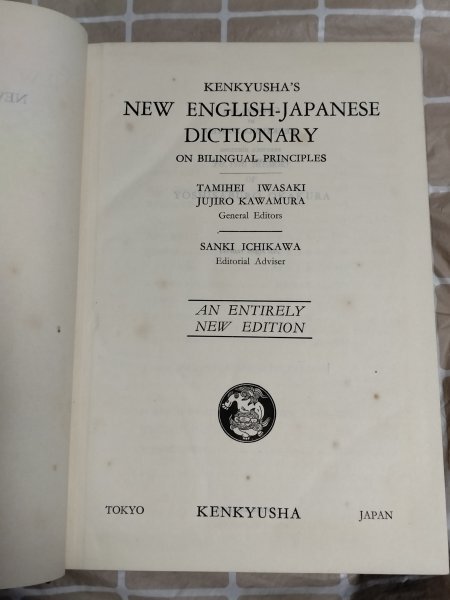 KENKYUSHA'S
NEW ENGLISH-JAPANESE
DICTIONARY
ON BILINGUAL PRINCIPLES
TAMIHEI IWASAKI
JUJIRO KAWAMURA
General Editors
SANKI ICHIKAWA
Editorial Adviser
AN ENTIRELY
NEW EDITION
TOKYO KENKYUSHA JAPAN